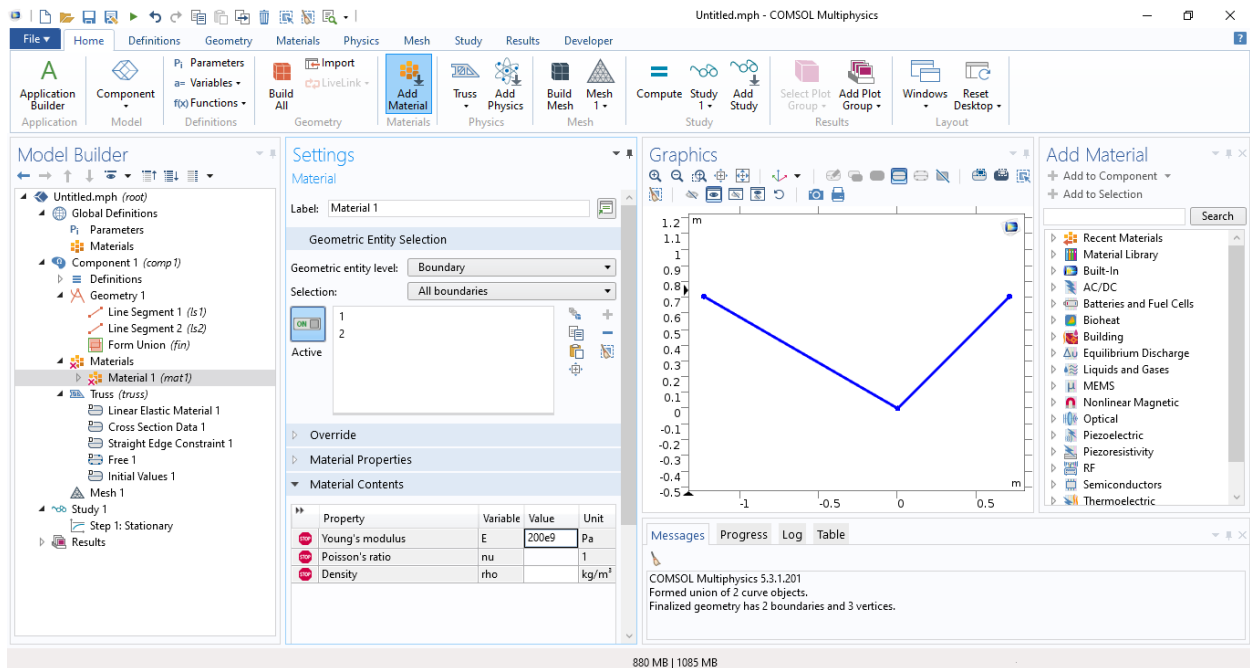 Untitled.mph - COMSOL Multiphysics
File Home Definitions Geometry Materials Physics Mesh Study Results Developer
Application Builder
Component
Pi Parameters
a= Variables
f(x) Functions
Build All
Import
LiveLink
Add Material
Truss
Add Physics
Build Mesh
Mesh 1
Compute
Study 1
Add Study
Select Plot Group
Add Plot Group
Windows
Reset Desktop
Application Model Definitions Geometry Materials Physics Mesh Study Results Layout
Model Builder
Untitled.mph (root)
Global Definitions
Pi Parameters
Materials
Component 1 (comp1)
Definitions
Geometry 1
Line Segment 1 (ls1)
Line Segment 2 (ls2)
Form Union (fin)
Materials
Material 1 (mat1)
Truss (truss)
Linear Elastic Material 1
Cross Section Data 1
Straight Edge Constraint 1
Free 1
Initial Values 1
Mesh 1
Study 1
Step 1: Stationary
Results
Settings
Material
Label: Material 1
Geometric Entity Selection
Geometric entity level: Boundary
Selection: All boundaries
ON
Active
1
2
Override
Material Properties
Material Contents
Property Variable Value Unit
STOP Young's modulus E 200e9 Pa
STOP Poisson's ratio nu 1
STOP Density rho kg/m³
Graphics
m
1.2
1.1
1
0.9
0.8
0.7
0.6
0.5
0.4
0.3
0.2
0.1
0
-0.1
-0.2
-0.3
-0.4
-0.5
m
-1 -0.5 0 0.5
Messages Progress Log Table
COMSOL Multiphysics 5.3.1.201
Formed union of 2 curve objects.
Finalized geometry has 2 boundaries and 3 vertices.
Add Material
Add to Component
Add to Selection
Search
Recent Materials
Material Library
Built-In
AC/DC
Batteries and Fuel Cells
Bioheat
Building
Equilibrium Discharge
Liquids and Gases
MEMS
Nonlinear Magnetic
Optical
Piezoelectric
Piezoresistivity
RF
Semiconductors
Thermoelectric
880 MB | 1085 MB